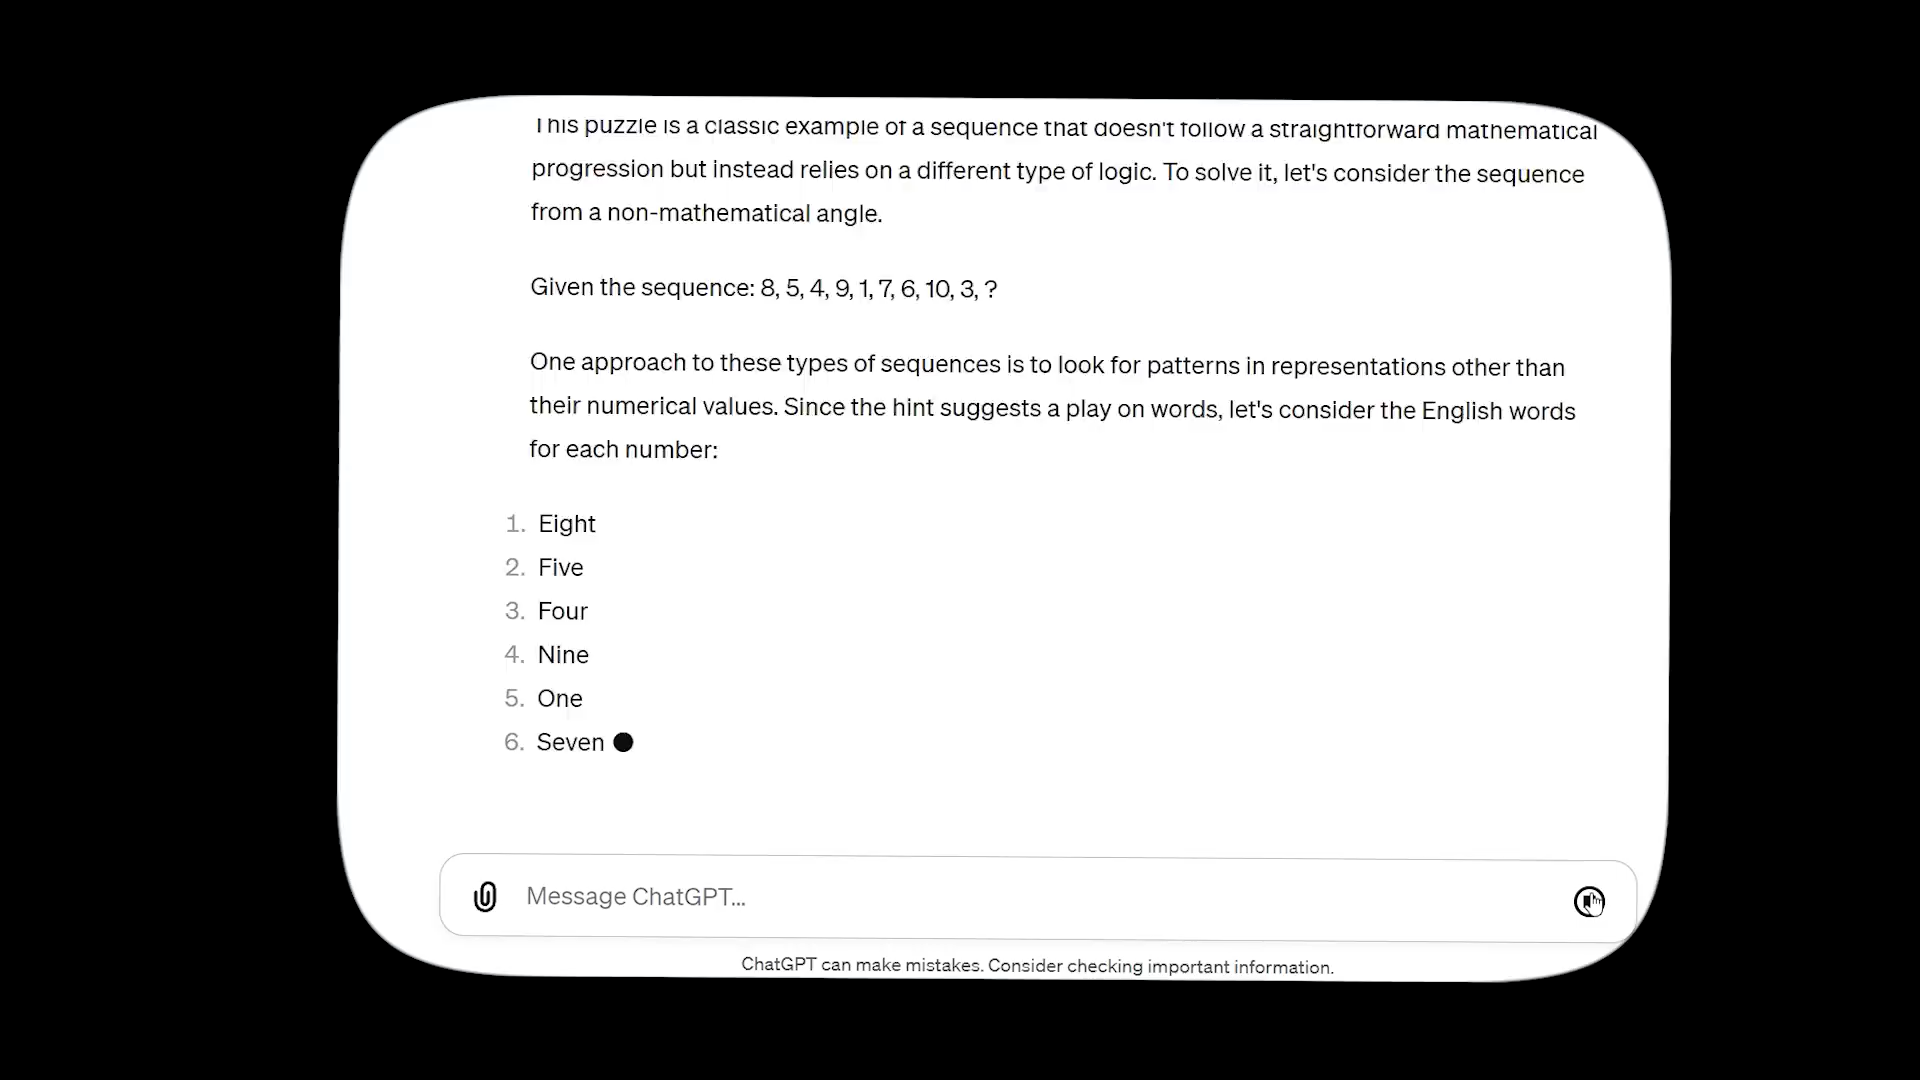 This puzzle is a classic example of a sequence that doesn't follow a straightforward mathematical
progression but instead relies on a different type of logic. To solve it, let's consider the sequence
from a non-mathematical angle.
Given the sequence: 8, 5, 4, 9, 1, 7, 6, 10, 3, ?
One approach to these types of sequences is to look for patterns in representations other than
their numerical values. Since the hint suggests a play on words, let's consider the English words
for each number:
1. Eight
2. Five
3. Four
4. Nine
5. One
6. Seven
Message ChatGPT...
ChatGPT can make mistakes. Consider checking important information.